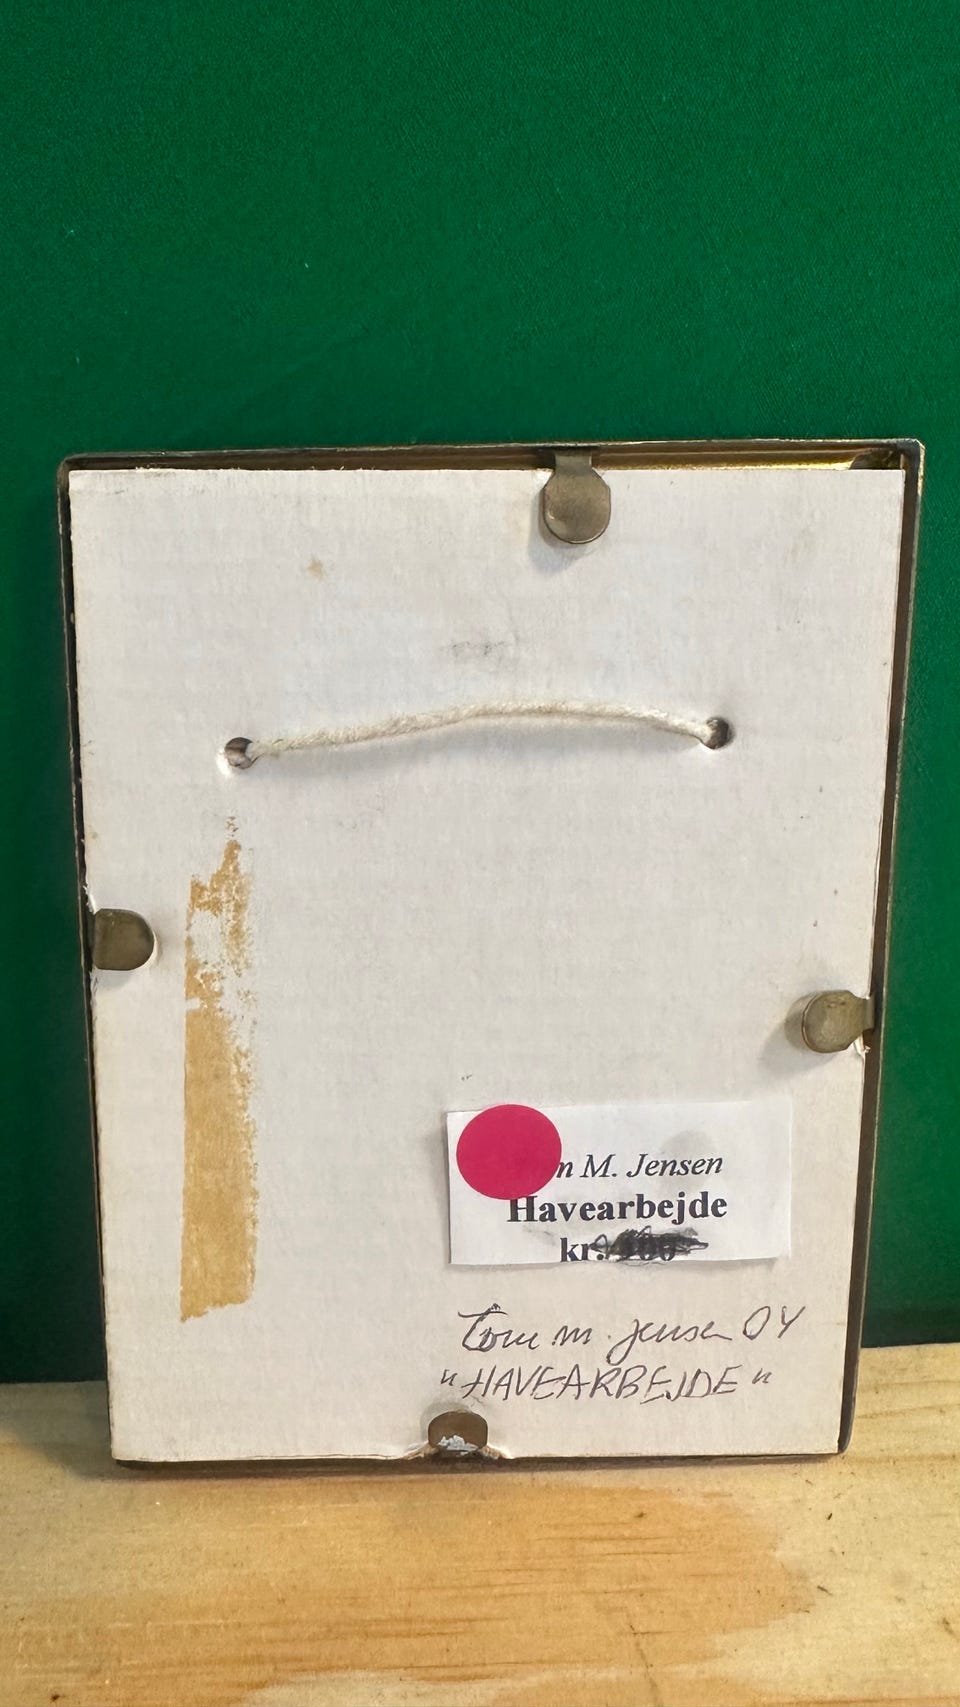 n M. Jensen
Havearbejde
kr.
Tom m. jensen 04
"HAVEARBEJDE"